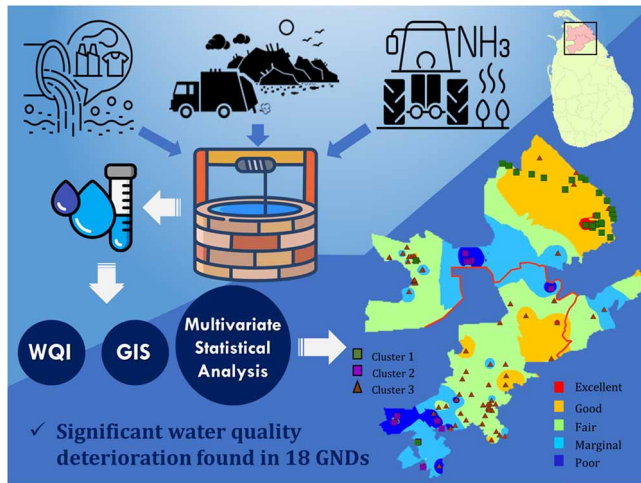 NH3
WQI
GIS
Multivariate
Statistical
Analysis
Cluster 1
Cluster 2
Cluster 3
Excellent
Good
Fair
Marginal
Poor
✓ Significant water quality
deterioration found in 18 GNDs